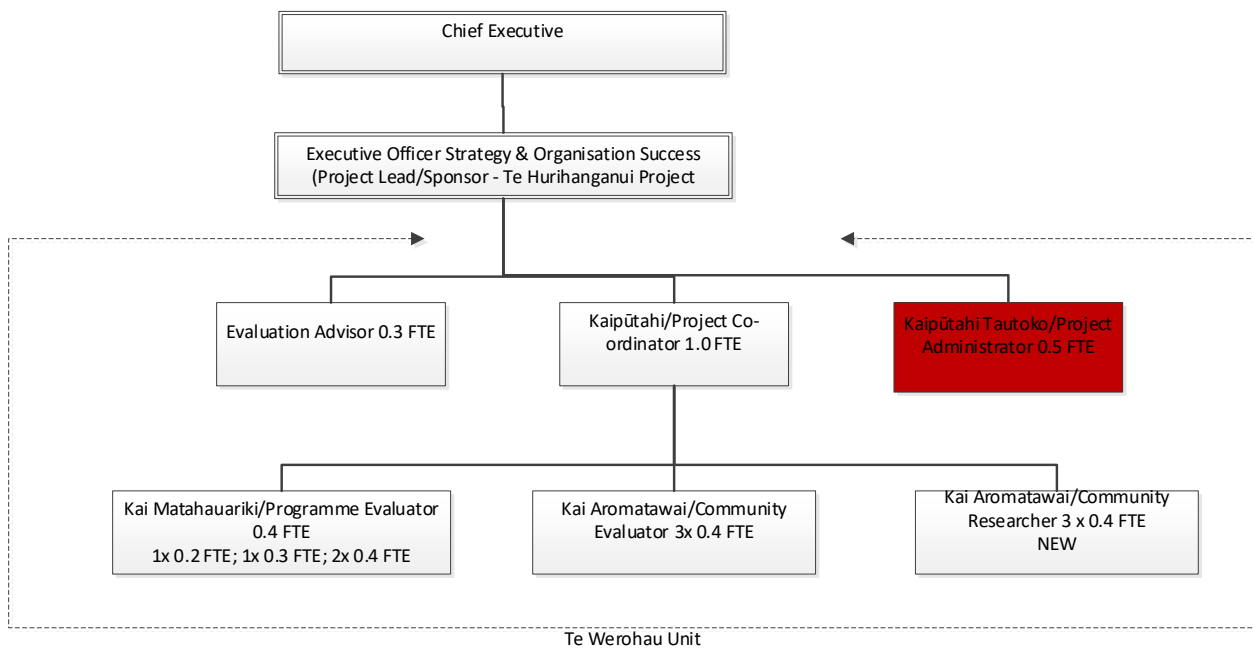 Chief Executive
Executive Officer Strategy & Organisation Success
(Project Lead/Sponsor - Te Hurihanganui Project
Evaluation Advisor 0.3 FTE
Kaipūtahi/Project Co-
ordinator 1.0 FTE
Kaipūtahi Tautoko/Project
Administrator 0.5 FTE
Kai Matahauariki/Programme Evaluator
0.4 FTE
1x 0.2 FTE; 1x 0.3 FTE; 2x 0.4 FTE
Kai Aromatawai/Community
Evaluator 3x 0.4 FTE
Kai Aromatawai/Community
Researcher 3 x 0.4 FTE
NEW
Te Werohau Unit